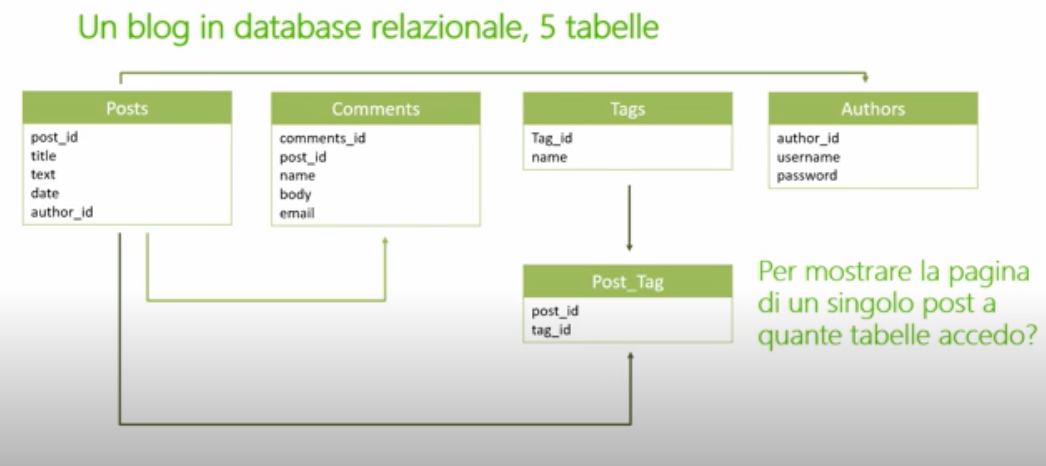 Un blog in database relazionale, 5 tabelle
Posts
post_id
title
text
date
author_id
Comments
comments_id
post_id
name
body
email
Tags
Tag_id
name
Authors
author_id
username
password
Post_Tag
post_id
tag_id
Per mostrare la pagina
di un singolo post a
quante tabelle accedo?